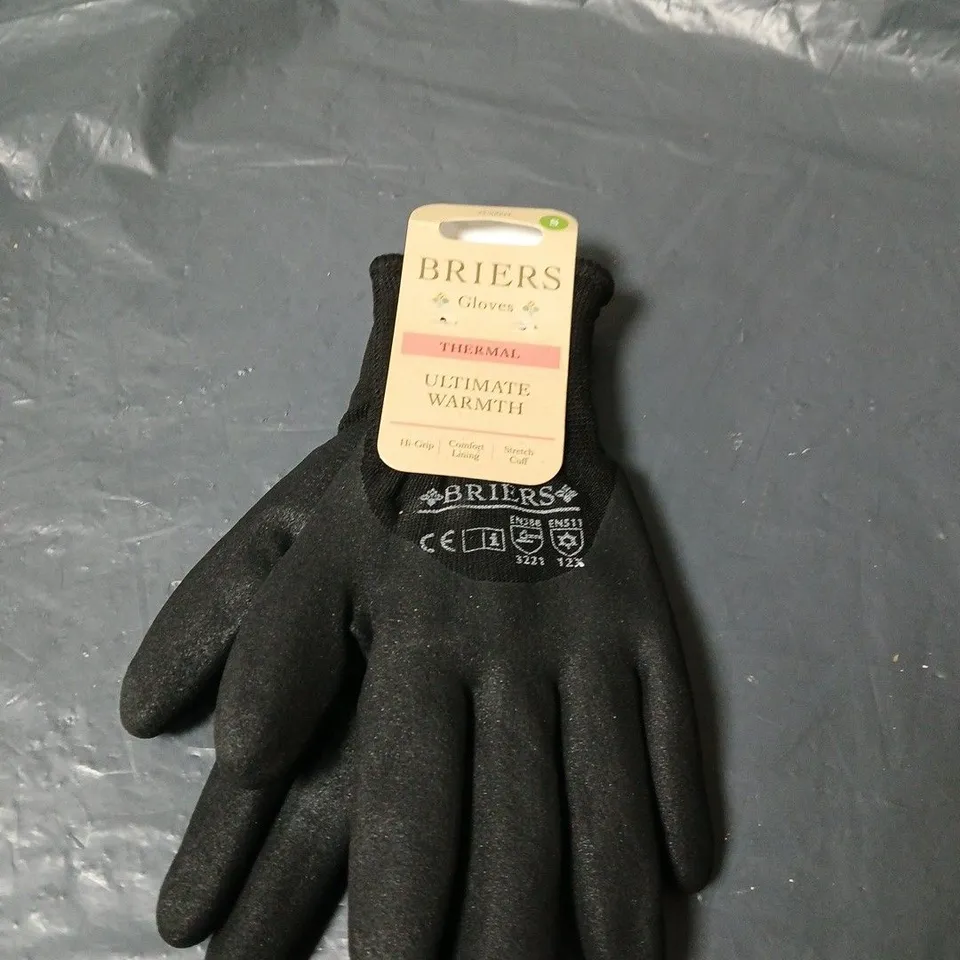 BRIERS
Gloves
THERMAL
ULTIMATE
WARMTH
Hi-Grip
Comfort
Lining
Stretch
Cuff
BRIERS
CE i EN388 EN511
3221 12X